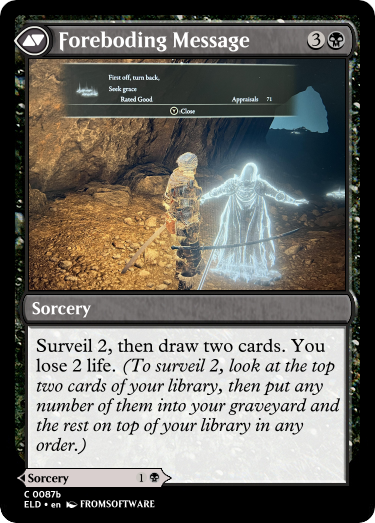 Foreboding Message 3
First off, turn back,
Seek grace
Rated Good Appraisals 71
Y:Close
Sorcery
Surveil 2, then draw two cards. You
lose 2 life. (To surveil 2, look at the top
two cards of your library, then put any
number of them into your graveyard and
the rest on top of your library in any
order.)
Sorcery 1
C 0087b
ELD • en FROMSOFTWARE